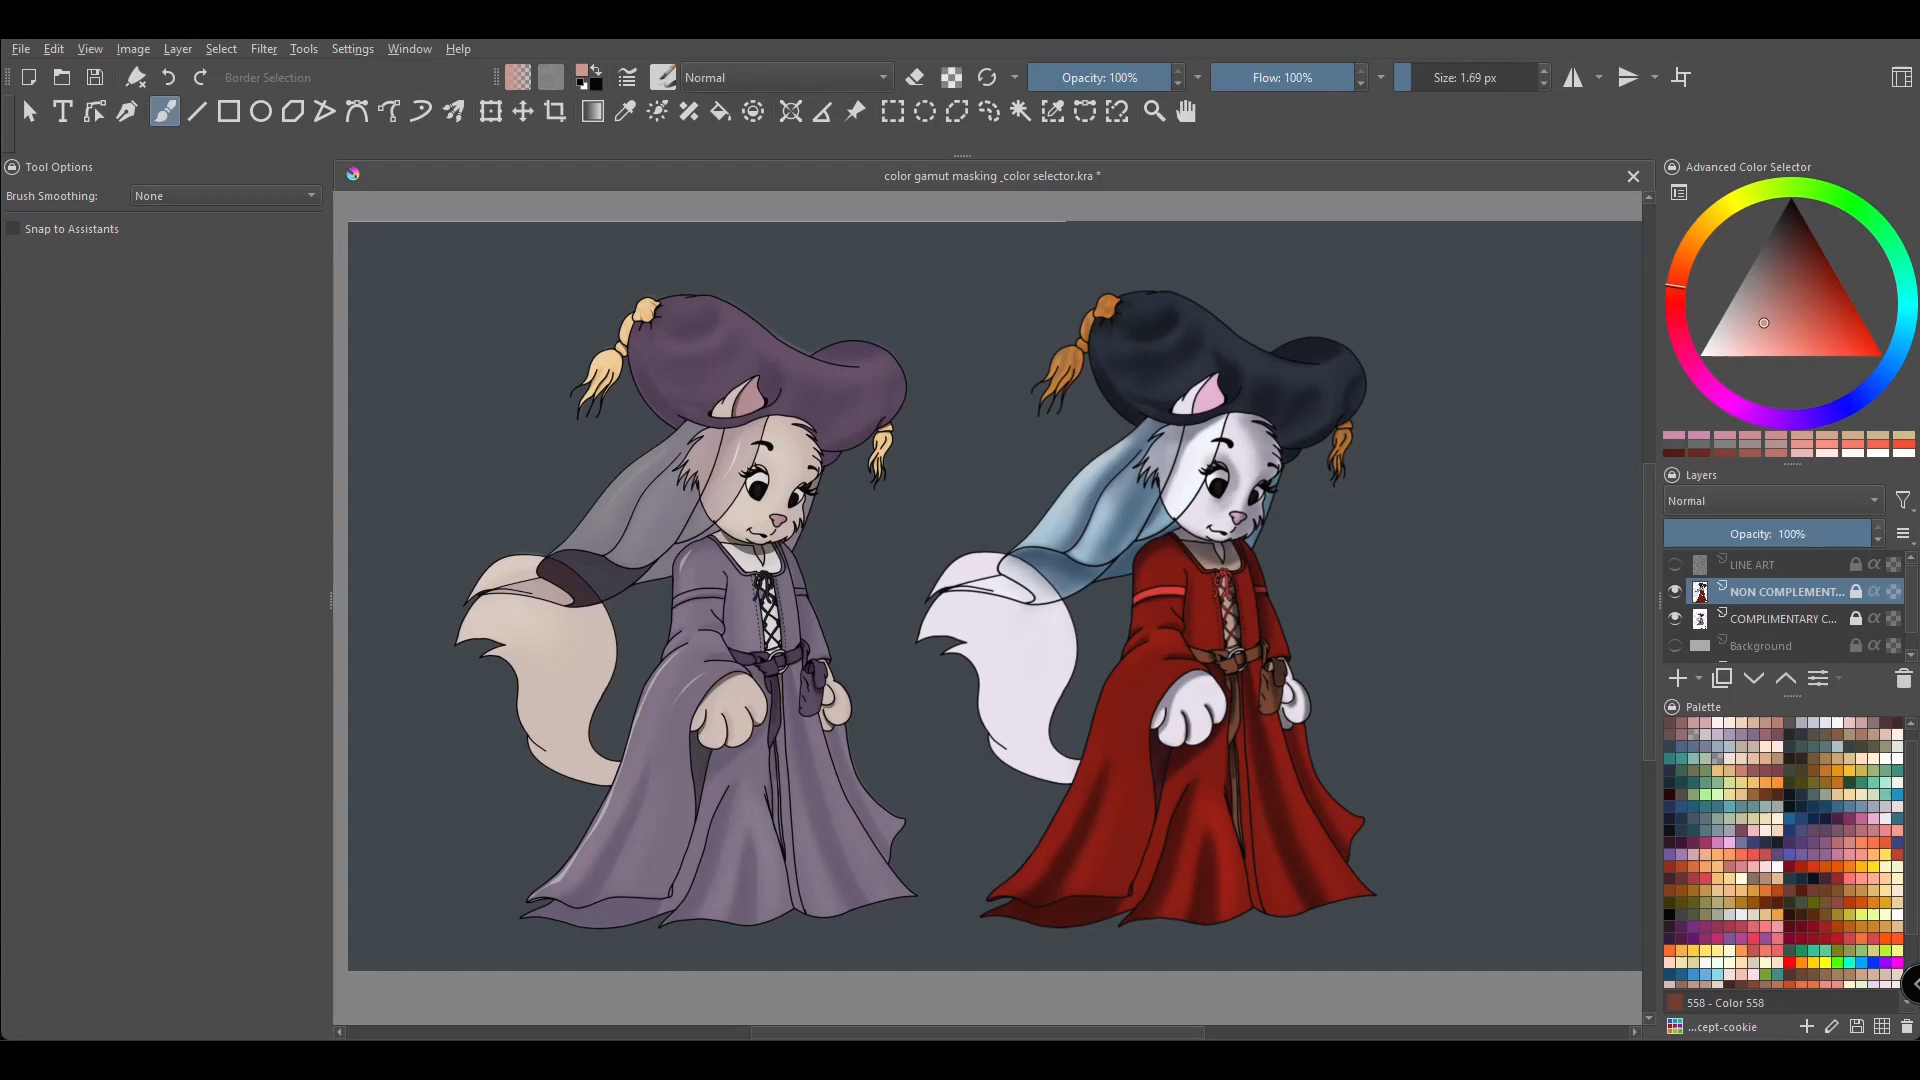 File Edit View Image Layer Select Filter Tools Settings Window Help
Border Selection
Normal
Opacity: 100%
Flow: 100%
Size: 1.69 px
Tool Options
Brush Smoothing: None
Snap to Assistants
color gamut masking _color selector.kra *
Advanced Color Selector
Layers
Normal
Opacity: 100%
LINE ART
NON COMPLEMENT...
COMPLIMENTARY C...
Background
Palette
558 - Color 558
...cept-cookie